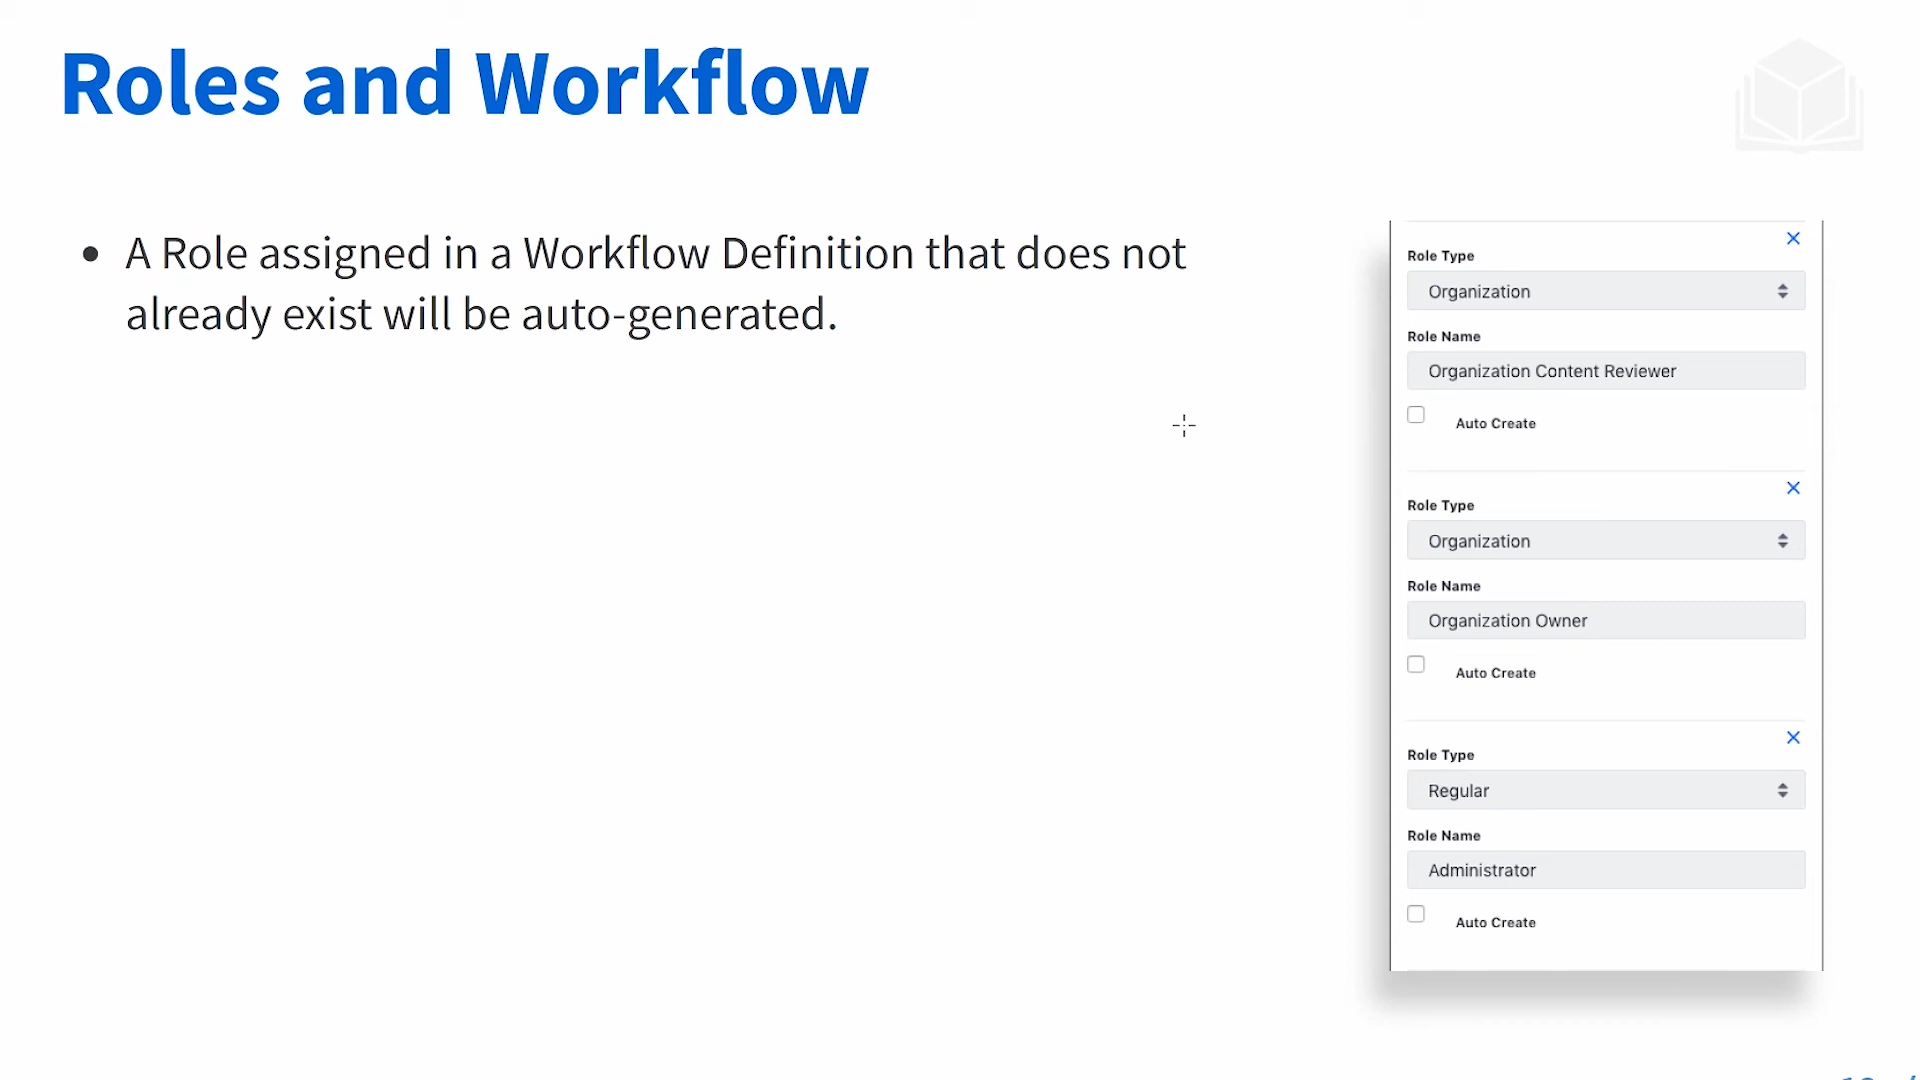 Roles and Workflow
• A Role assigned in a Workflow Definition that does not
already exist will be auto-generated.
Role Type
Organization
Role Name
Organization Content Reviewer
Auto Create
Role Type
Organization
Role Name
Organization Owner
Auto Create
Role Type
Regular
Role Name
Administrator
Auto Create